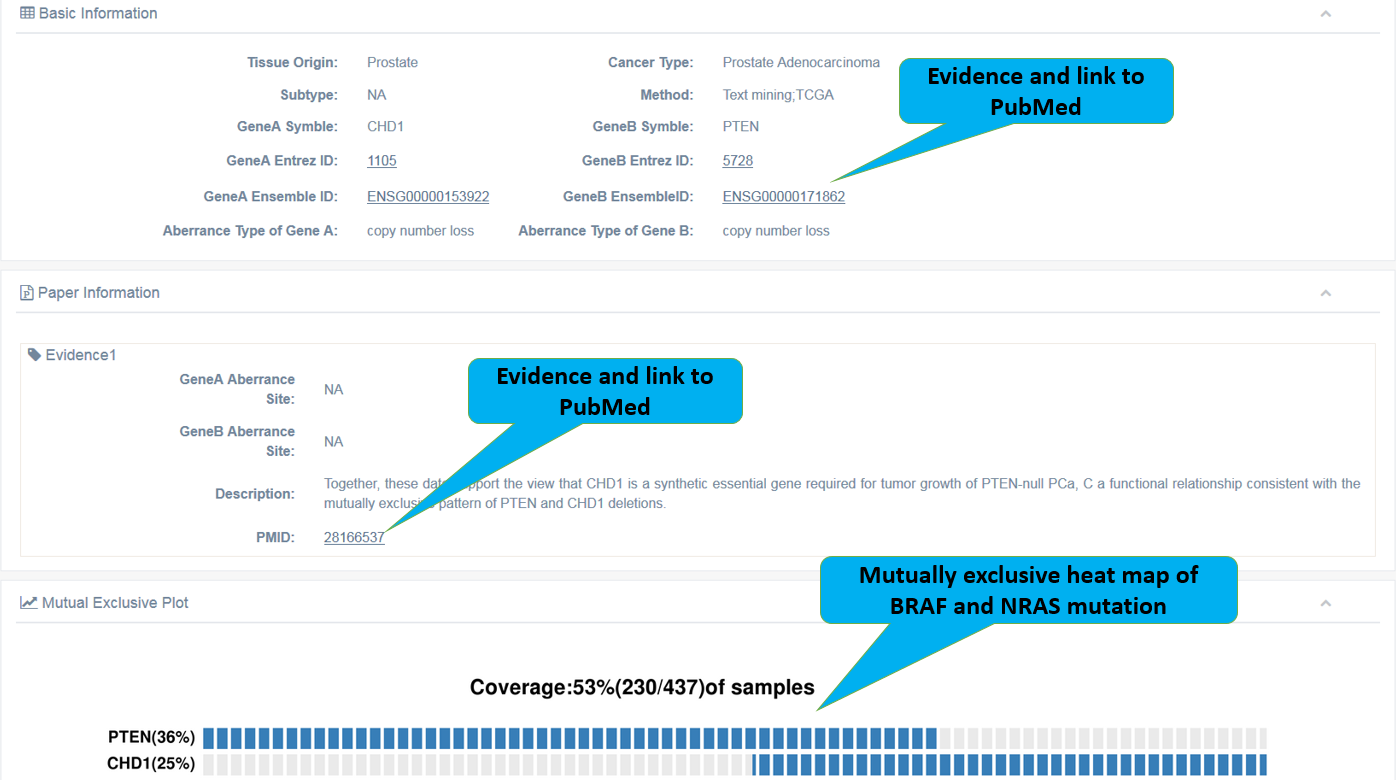 Basic Information
Tissue Origin: Prostate Cancer Type: Prostate Adenocarcinoma
Evidence and link to
PubMed
Subtype: NA Method: Text mining;TCGA
GeneA Symble: CHD1 GeneB Symble: PTEN
GeneA Entrez ID: 1105 GeneB Entrez ID: 5728
GeneA Ensemble ID: ENSG00000153922 GeneB EnsembleID: ENSG00000171862
Aberrance Type of Gene A: copy number loss Aberrance Type of Gene B: copy number loss
Paper Information
Evidence1
GeneA Aberrance
Site: NA
Evidence and link to
PubMed
GeneB Aberrance
Site: NA
Description: Together, these data support the view that CHD1 is a synthetic essential gene required for tumor growth of PTEN-null PCa, C a functional relationship consistent with the
mutually exclusive pattern of PTEN and CHD1 deletions.
PMID: 28166537
Mutually exclusive heat map of
BRAF and NRAS mutation
Mutual Exclusive Plot
Coverage:53%(230/437)of samples
PTEN(36%)
CHD1(25%)